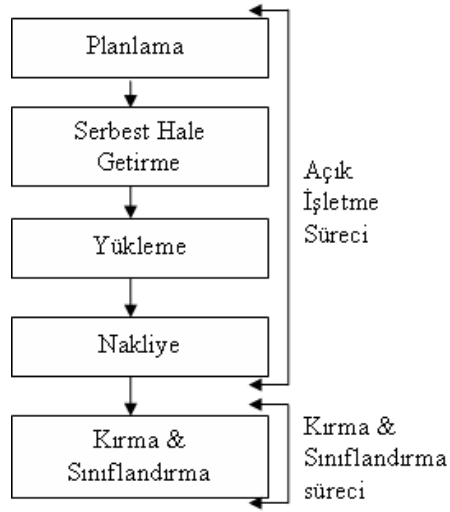 Planlama
Serbest Hale
Getirme
Açık
İşletme
Süreci
Yükleme
Nakliye
Kırma &
Sınıflandırma
Kırma &
Sınıflandırma
süreci